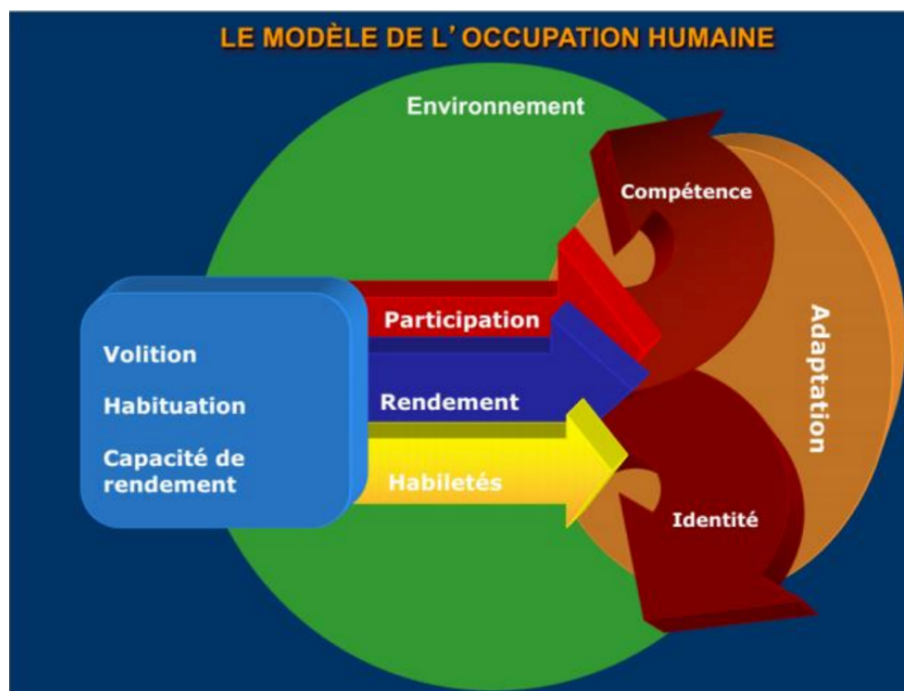 LE MODÈLE DE L’OCCUPATION HUMAINE
Environnement
Compétence
Participation
Volition
Rendement
Habituation
Capacité de
rendement
Habiletés
Identité
Adaptation